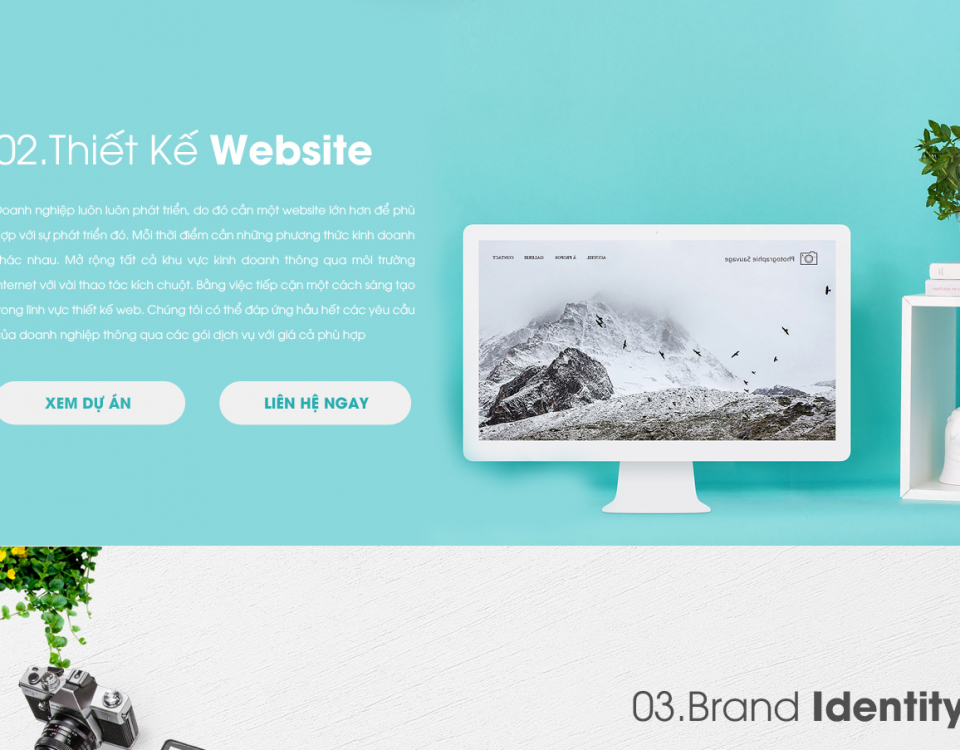 02.Thiết Kế Website
Doanh nghiệp luôn luôn phát triển, do đó cần một website lớn hơn để phù
hợp với sự phát triển đó. Mỗi thời điểm cần những phương thức kinh doanh
khác nhau. Mở rộng tất cả khu vực kinh doanh thông qua môi trường
internet với vài thao tác kích chuột. Bằng việc tiếp cận một cách sáng tạo
trong lĩnh vực thiết kế web. Chúng tôi có thể đáp ứng hầu hết các yêu cầu
của doanh nghiệp thông qua các gói dịch vụ với giá cả phù hợp
XEM DỰ ÁN
LIÊN HỆ NGAY
CONTACT GALERIE À PROPOS ACCUEIL Photographie Sauvage
03.Brand Identity